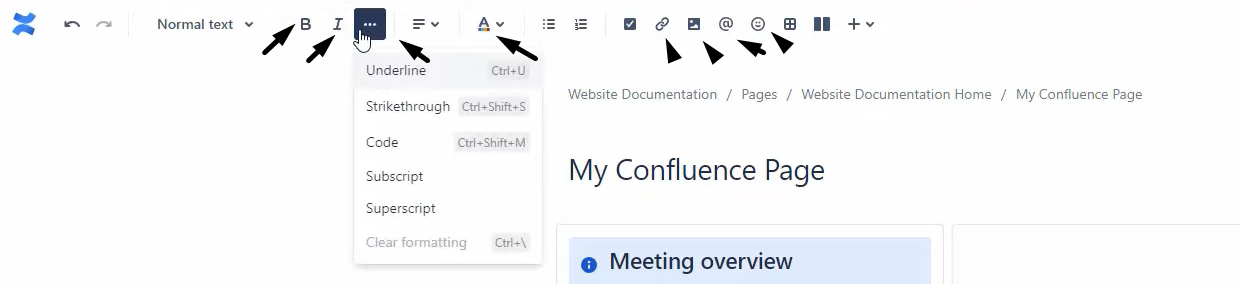 Normal text B I A @
Underline Ctrl+U
Strikethrough Ctrl+Shift+S
Code Ctrl+Shift+M
Subscript
Superscript
Clear formatting Ctrl+\
Website Documentation / Pages / Website Documentation Home / My Confluence Page
My Confluence Page
Meeting overview